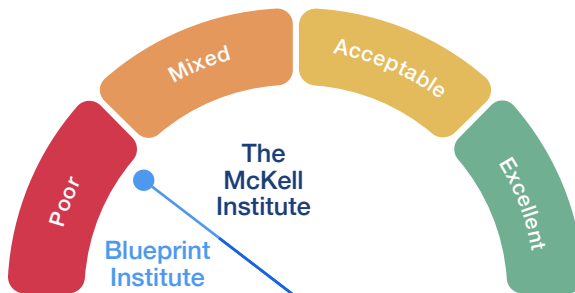 Mixed
Acceptable
Poor
Excellent
The
McKell
Institute
Blueprint
Institute